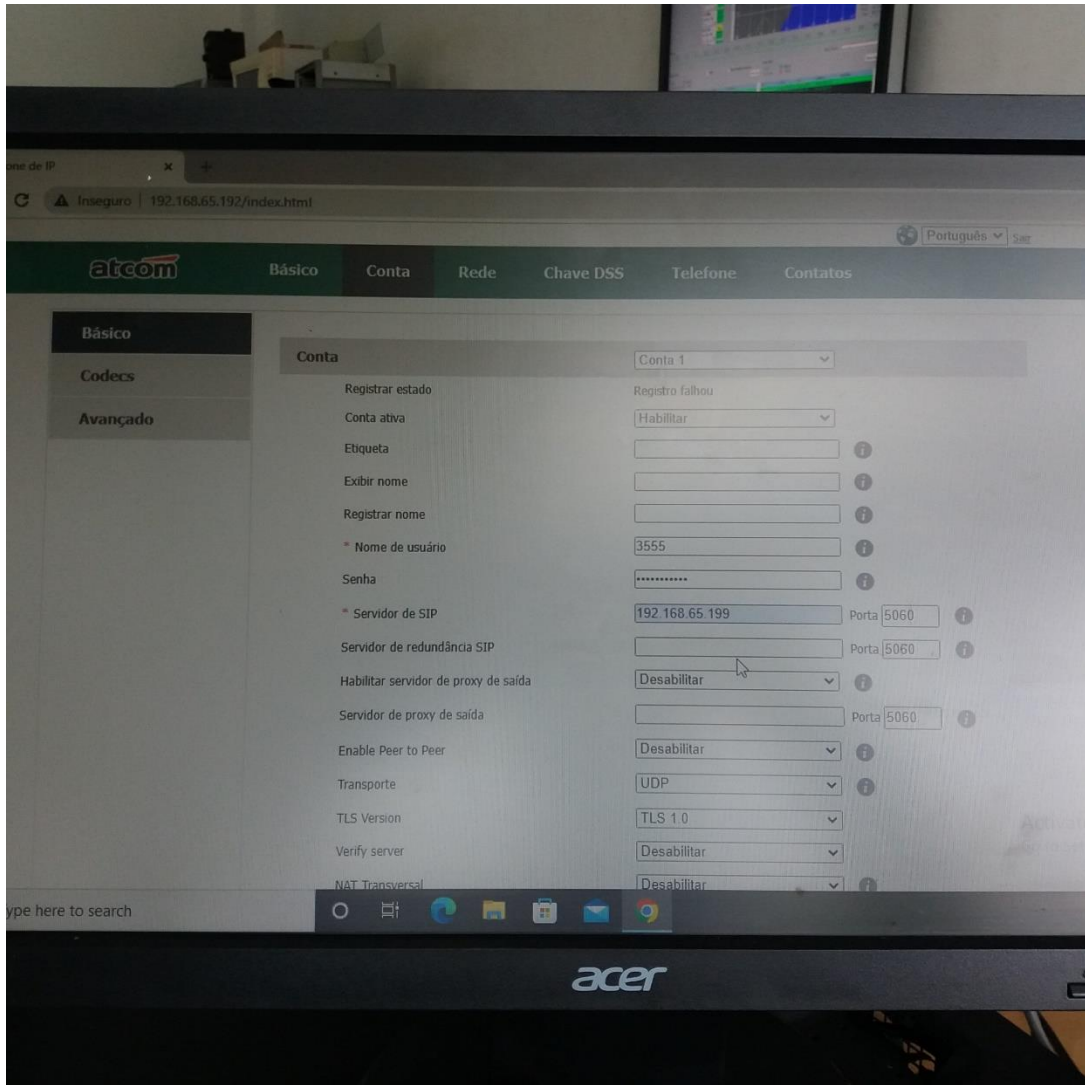 one de IP
Inseguro 192.168.65.192/index.html
Português Sair
atcom Básico Conta Rede Chave DSS Telefone Contatos
Básico
Codecs
Avançado
Conta Conta 1
Registrar estado Registro falhou
Conta ativa Habilitar
Etiqueta
Exibir nome
Registrar nome
* Nome de usuário 3555
Senha •••••••••••
* Servidor de SIP 192.168.65.199 Porta 5060
Servidor de redundância SIP Porta 5060
Habilitar servidor de proxy de saída Desabilitar
Servidor de proxy de saída Porta 5060
Enable Peer to Peer Desabilitar
Transporte UDP
TLS Version TLS 1.0
Verify server Desabilitar
NAT Transversal Desabilitar
ype here to search
acer